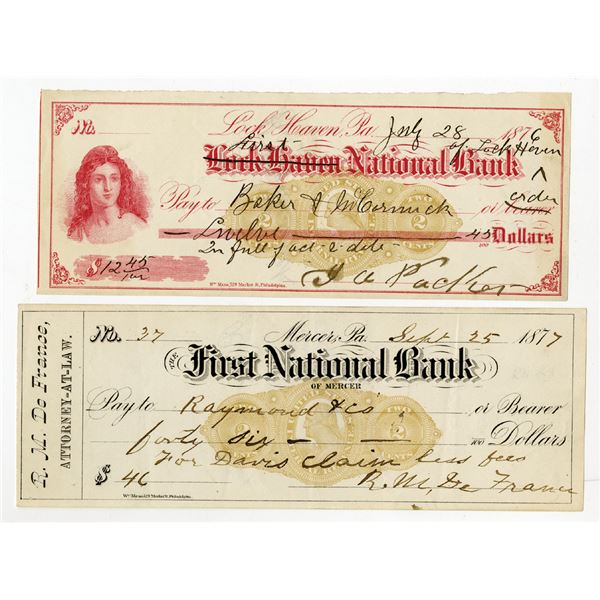 No. Lock Haven, Pa. July 28 1876
First of Lock Haven
Lock Haven National Bank ^
Pay to Baker & McCormick or bearer order
Twelve 45/100 Dollars
In full of act. 2 date
$12 45/100
Wm Mann, 529 Market St, Philadelphia.
R. M. De France,
ATTORNEY-AT-LAW.
No. 37 Mercer, Pa. Sept 25 1877
THE First National Bank
OF MERCER
Pay to Raymond & Co or Bearer
forty six 100 Dollars
For Davis claim less fees
$ 46 R. M. De France
Wm Mann, 529 Market St, Philadelphia.